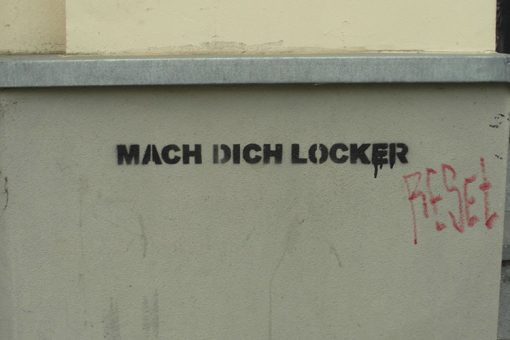 MACH DICH LOCKER
RESEt